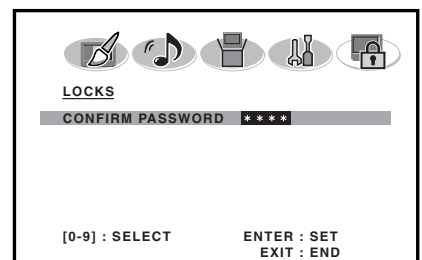 LOCKS
CONFIRM PASSWORD ****
[0-9] : SELECT ENTER : SET
EXIT : END